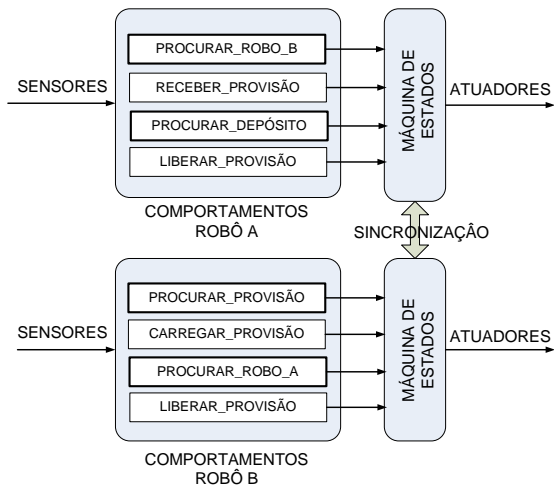 PROCURAR_ROBO_B
SENSORES
RECEBER_PROVISÃO
PROCURAR_DEPÓSITO
LIBERAR_PROVISÃO
MÁQUINA DE
ESTADOS
ATUADORES
COMPORTAMENTOS
ROBÔ A
SINCRONIZAÇÂO
PROCURAR_PROVISÃO
SENSORES
CARREGAR_PROVISÃO
PROCURAR_ROBO_A
LIBERAR_PROVISÃO
MÁQUINA DE
ESTADOS
ATUADORES
COMPORTAMENTOS
ROBÔ B